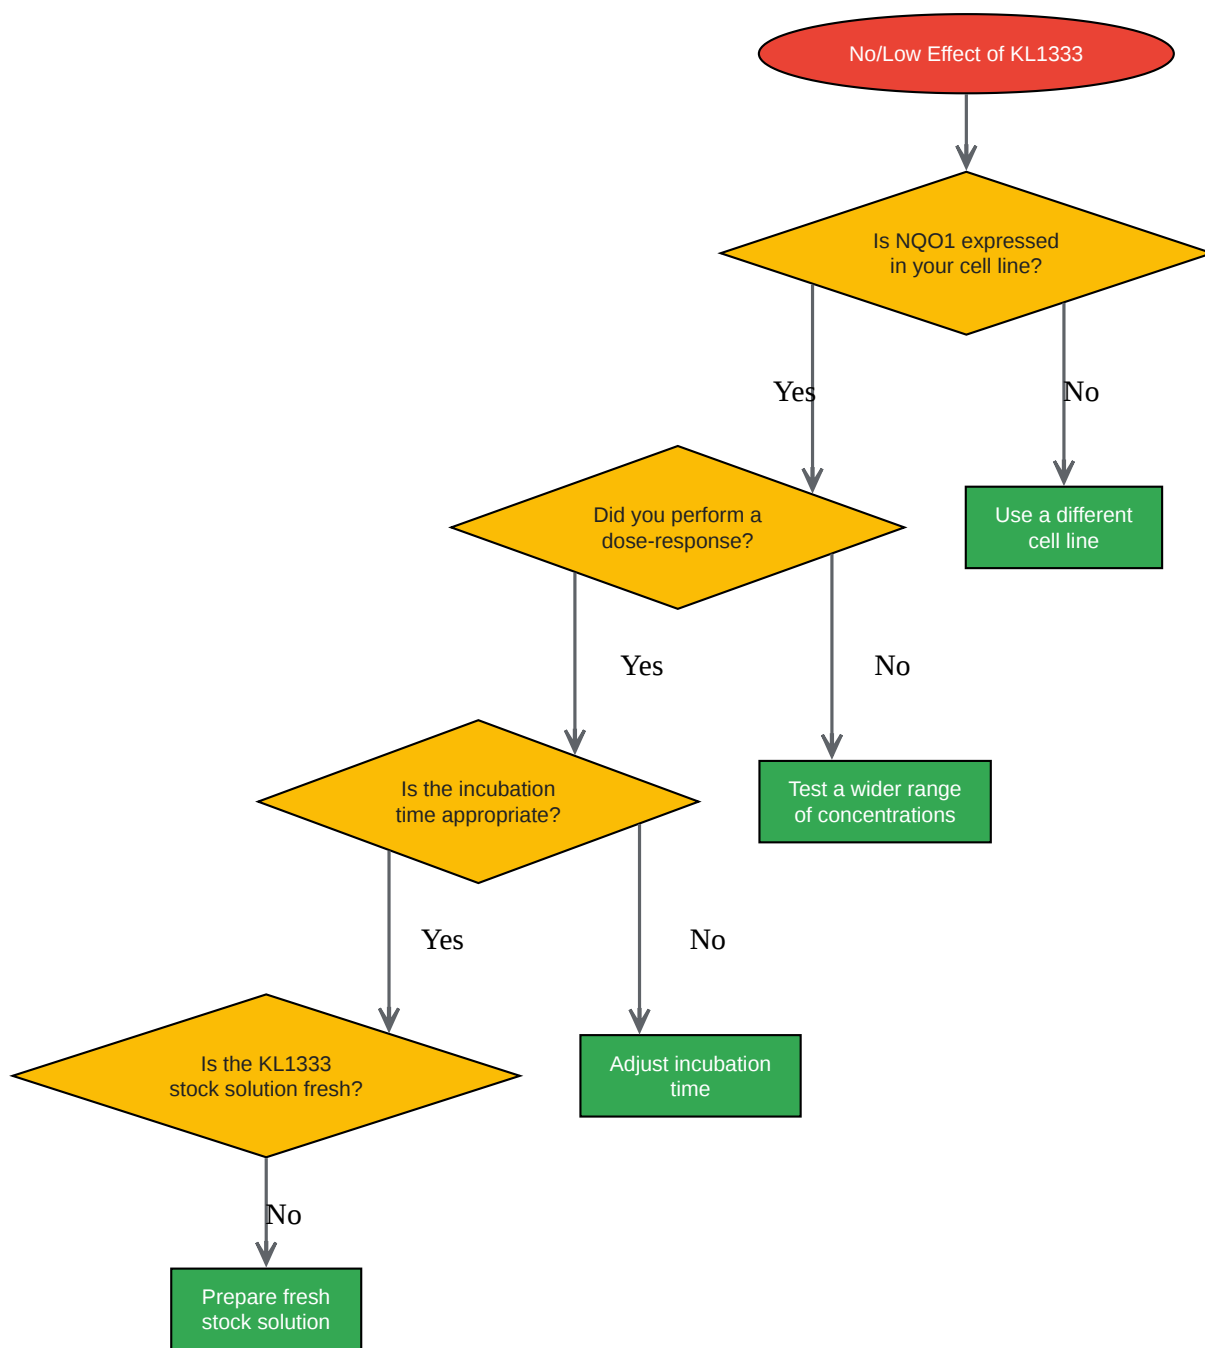 No/Low Effect of KL1333
Is NQO1 expressed
in your cell line?
Yes
No
Did you perform a
dose-response?
Use a different
cell line
Yes
No
Is the incubation
time appropriate?
Test a wider range
of concentrations
Yes
No
Is the KL1333
stock solution fresh?
Adjust incubation
time
No
Prepare fresh
stock solution